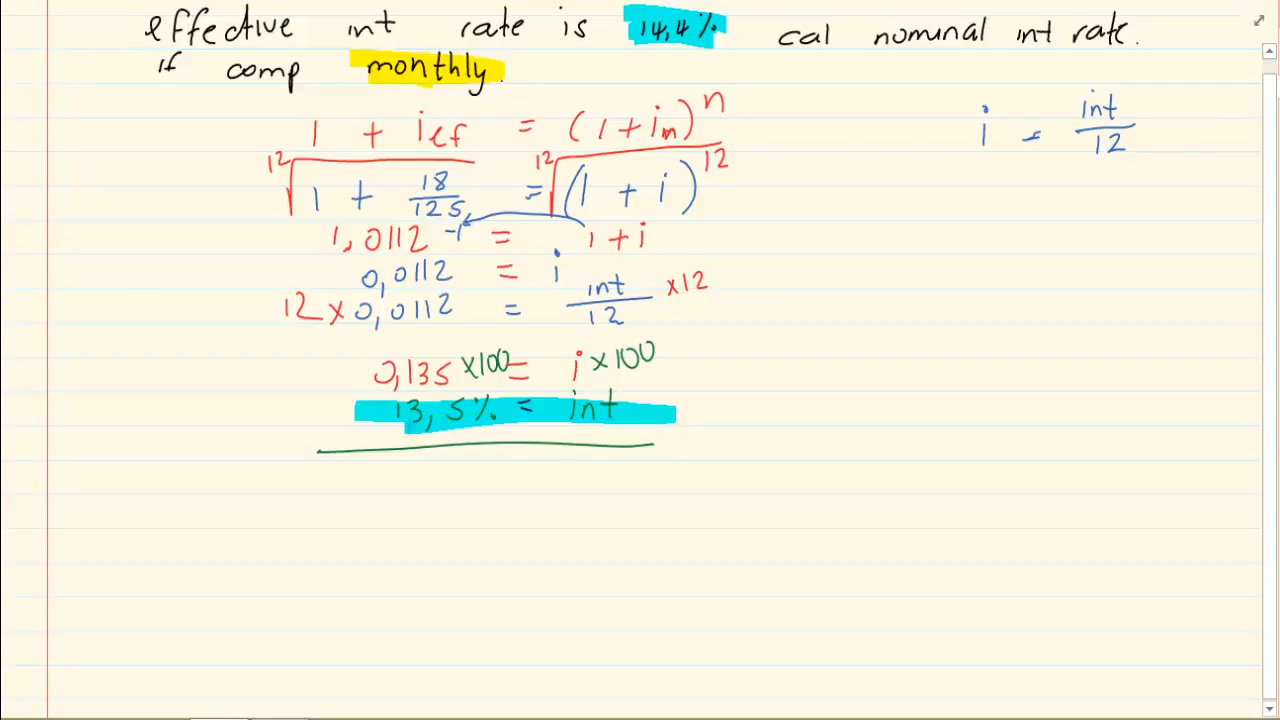 effective int rate is 14,4% cal nominal int rate.
if comp monthly.
1 + ief = (1 + im)^n
i = int/12
12√(1 + 18/125) = 12√((1 + i)^12)
1,0112 -1 = 1 + i
0,0112 = i
12 × 0,0112 = int/12 ×12
0,135 ×100 = i ×100
13,5% = int